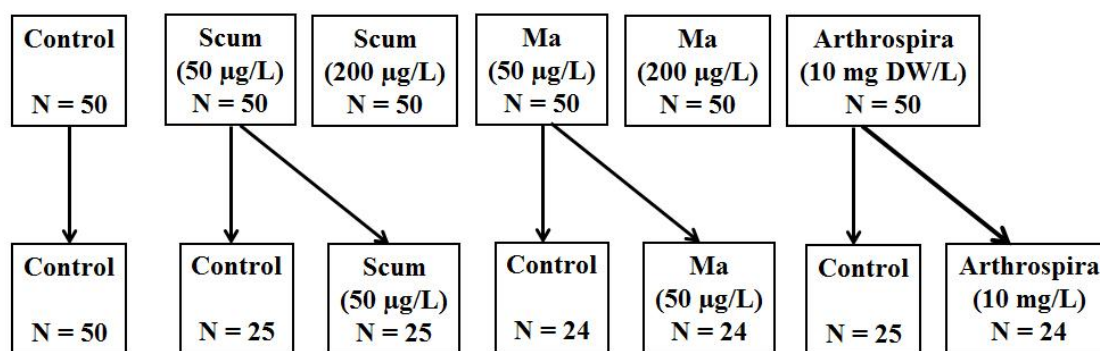 Control
N = 50
Scum
(50 μg/L)
N = 50
Scum
(200 μg/L)
N = 50
Ma
(50 μg/L)
N = 50
Ma
(200 μg/L)
N = 50
Arthrospira
(10 mg DW/L)
N = 50
Control
N = 50
Control
N = 25
Scum
(50 μg/L)
N = 25
Control
N = 24
Ma
(50 μg/L)
N = 24
Control
N = 25
Arthrospira
(10 mg/L)
N = 24